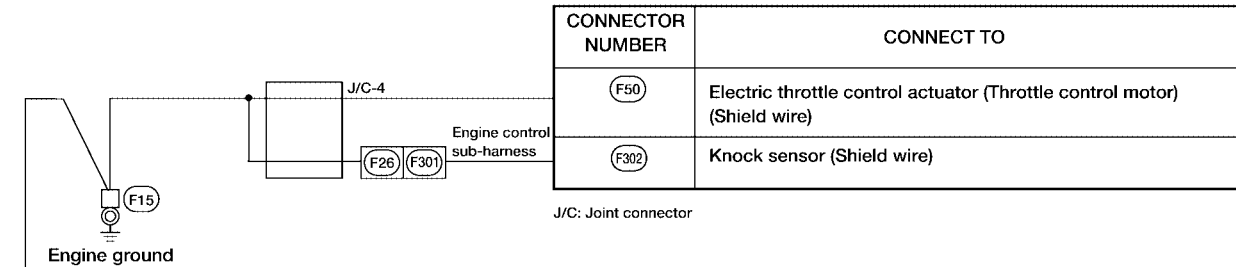 CONNECTOR
NUMBER
CONNECT TO
F50
Electric throttle control actuator (Throttle control motor)
(Shield wire)
F302
Knock sensor (Shield wire)
J/C-4
Engine control
sub-harness
F26
F301
F15
Engine ground
J/C: Joint connector